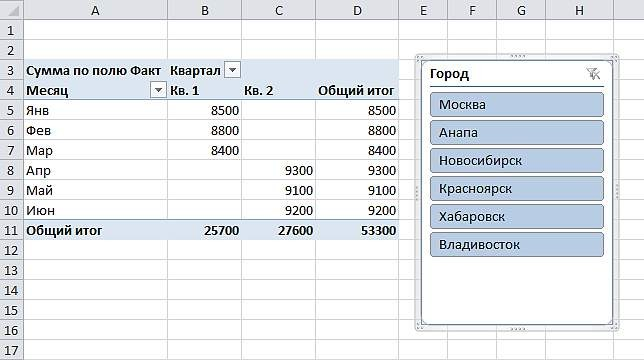 A B C D E F G H
1
2
3 Сумма по полю Факт Квартал
4 Месяц Кв. 1 Кв. 2 Общий итог
5 Янв 8500 8500
6 Фев 8800 8800
7 Мар 8400 8400
8 Апр 9300 9300
9 Май 9100 9100
10 Июн 9200 9200
11 Общий итог 25700 27600 53300
12
13
14
15
16
17
Город
Москва
Анапа
Новосибирск
Красноярск
Хабаровск
Владивосток